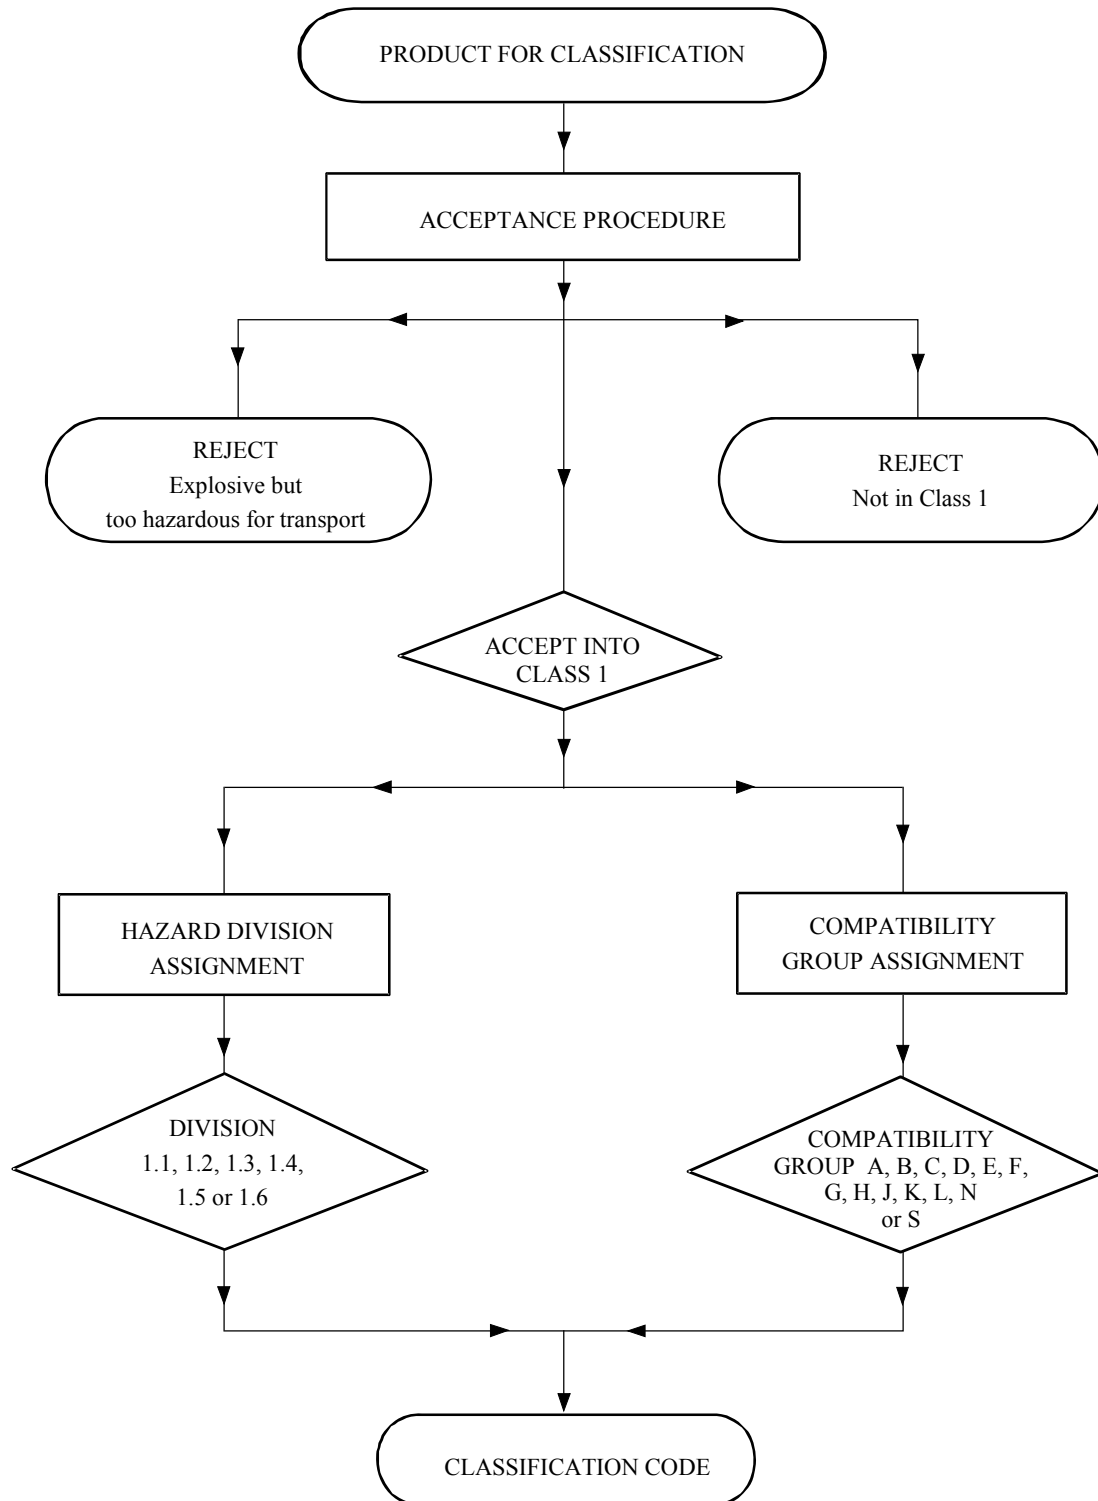 PRODUCT FOR CLASSIFICATION
ACCEPTANCE PROCEDURE
REJECT
Explosive but
too hazardous for transport
REJECT
Not in Class 1
ACCEPT INTO
CLASS 1
HAZARD DIVISION
ASSIGNMENT
COMPATIBILITY
GROUP ASSIGNMENT
DIVISION
1.1, 1.2, 1.3, 1.4,
1.5 or 1.6
COMPATIBILITY
GROUP A, B, C, D, E, F,
G, H, J, K, L, N
or S
CLASSIFICATION CODE